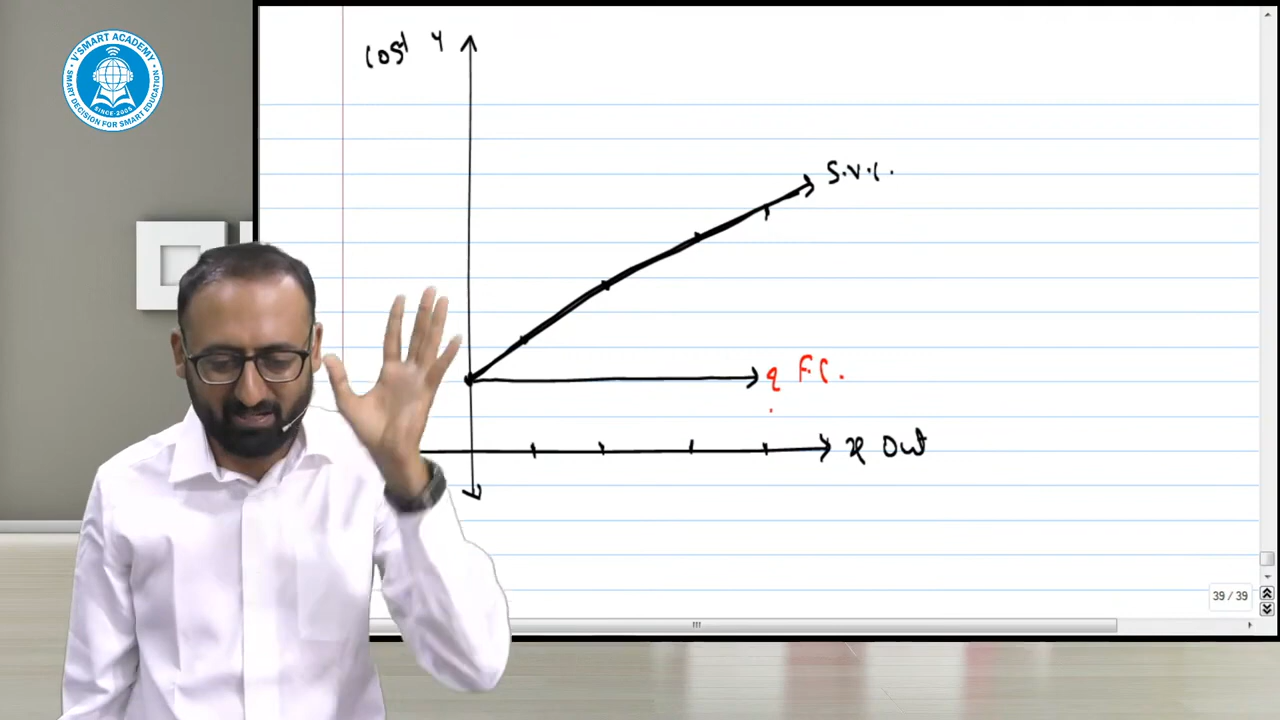 V'SMART ACADEMY
SMART DECISION FOR SMART EDUCATION
SINCE-2005
Cost y
S.V.C.
q F.C.
x Out
39 / 39